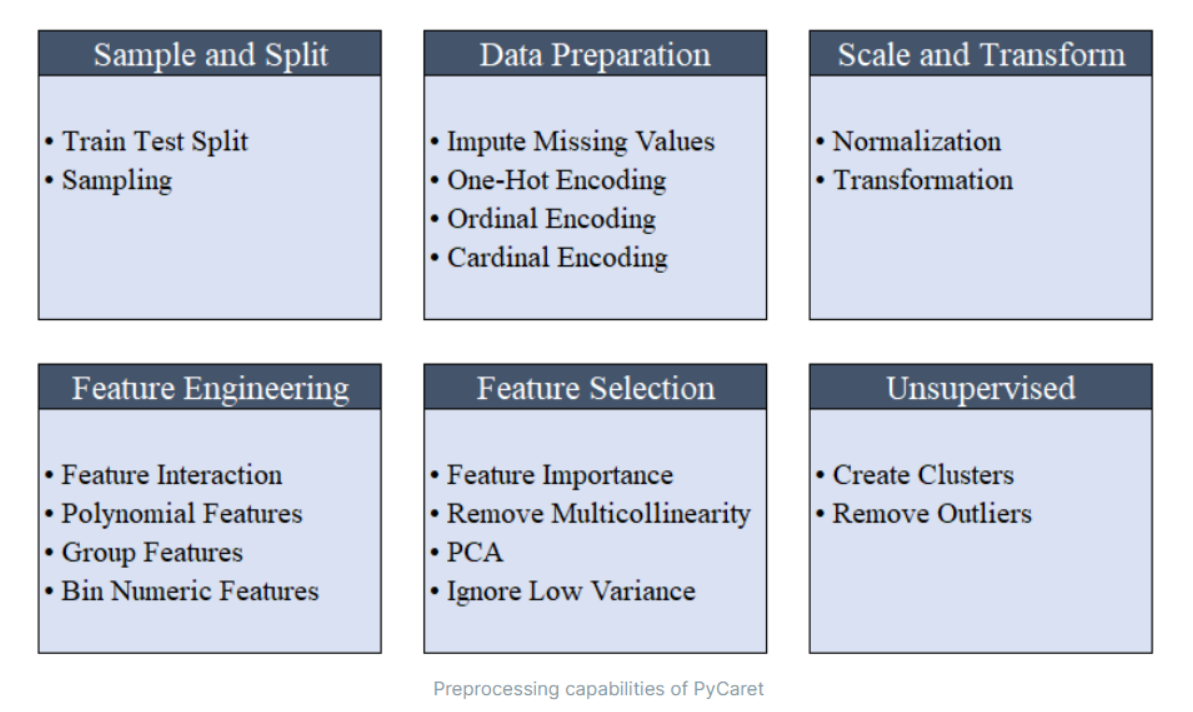 Sample and Split
• Train Test Split
• Sampling
Data Preparation
• Impute Missing Values
• One-Hot Encoding
• Ordinal Encoding
• Cardinal Encoding
Scale and Transform
• Normalization
• Transformation
Feature Engineering
• Feature Interaction
• Polynomial Features
• Group Features
• Bin Numeric Features
Feature Selection
• Feature Importance
• Remove Multicollinearity
• PCA
• Ignore Low Variance
Unsupervised
• Create Clusters
• Remove Outliers
Preprocessing capabilities of PyCaret